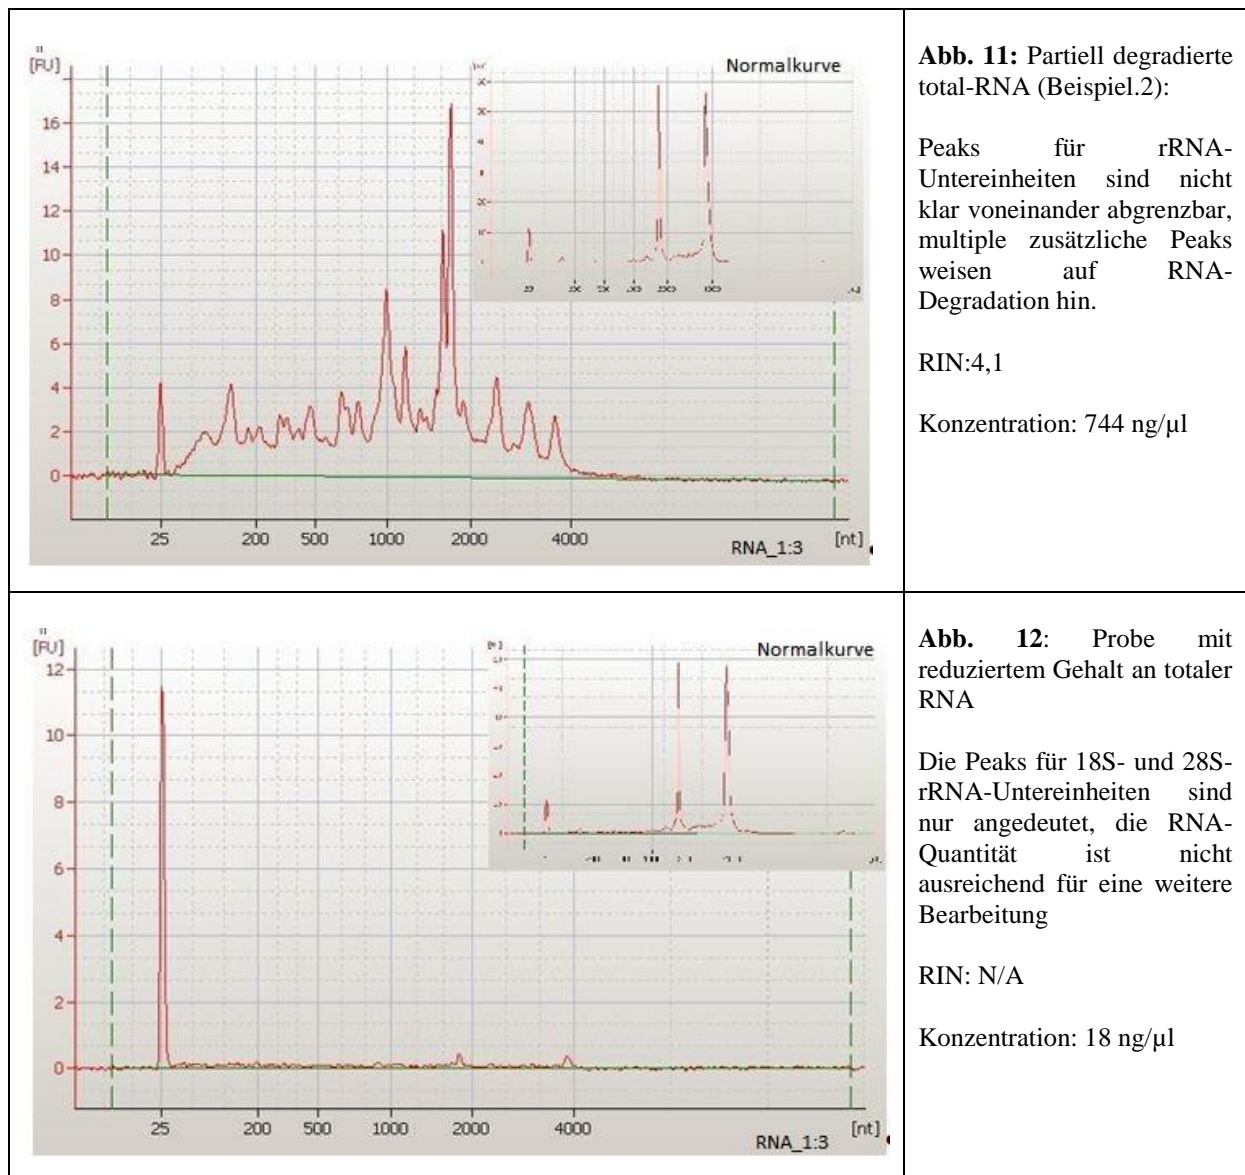 [FU]
Normalkurve
16
14
12
10
8
6
4
2
0
25 200 500 1000 2000 4000 [nt]
RNA_1:3
Abb. 11: Partiell degradierte
total-RNA (Beispiel.2):
Peaks für rRNA-
Untereinheiten sind nicht
klar voneinander abgrenzbar,
multiple zusätzliche Peaks
weisen auf RNA-
Degradation hin.
RIN:4,1
Konzentration: 744 ng/µl
[FU]
Normalkurve
12
10
8
6
4
2
0
25 200 500 1000 2000 4000 [nt]
RNA_1:3
Abb. 12: Probe mit
reduziertem Gehalt an totaler
RNA
Die Peaks für 18S- und 28S-
rRNA-Untereinheiten sind
nur angedeutet, die RNA-
Quantität ist nicht
ausreichend für eine weitere
Bearbeitung
RIN: N/A
Konzentration: 18 ng/µl